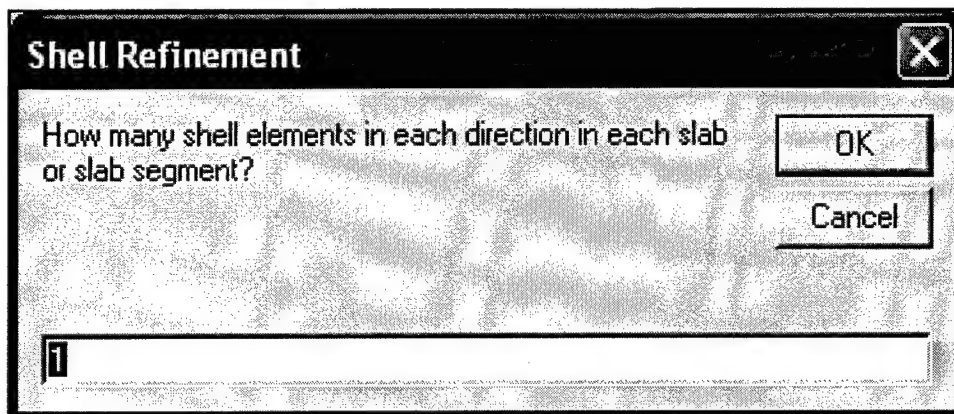 Shell Refinement
How many shell elements in each direction in each slab
or slab segment?
OK
Cancel
1